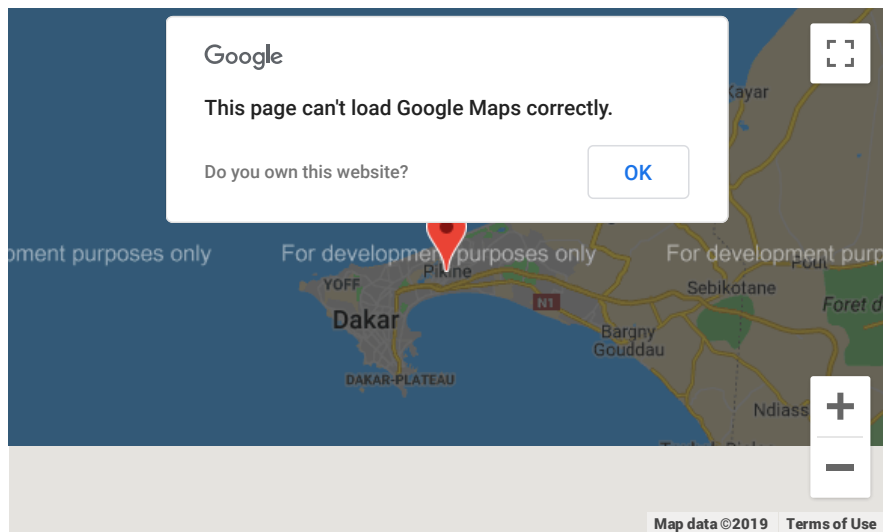 Google
This page can't load Google Maps correctly.
Do you own this website?
OK
Kayar
pment purposes only
For development purposes only
For development purp
Pikine
Pout
YOFF
Sebikotane
N1
Foret d
Dakar
Bargny
Gouddau
DAKAR-PLATEAU
Ndiass
Map data ©2019
Terms of Use